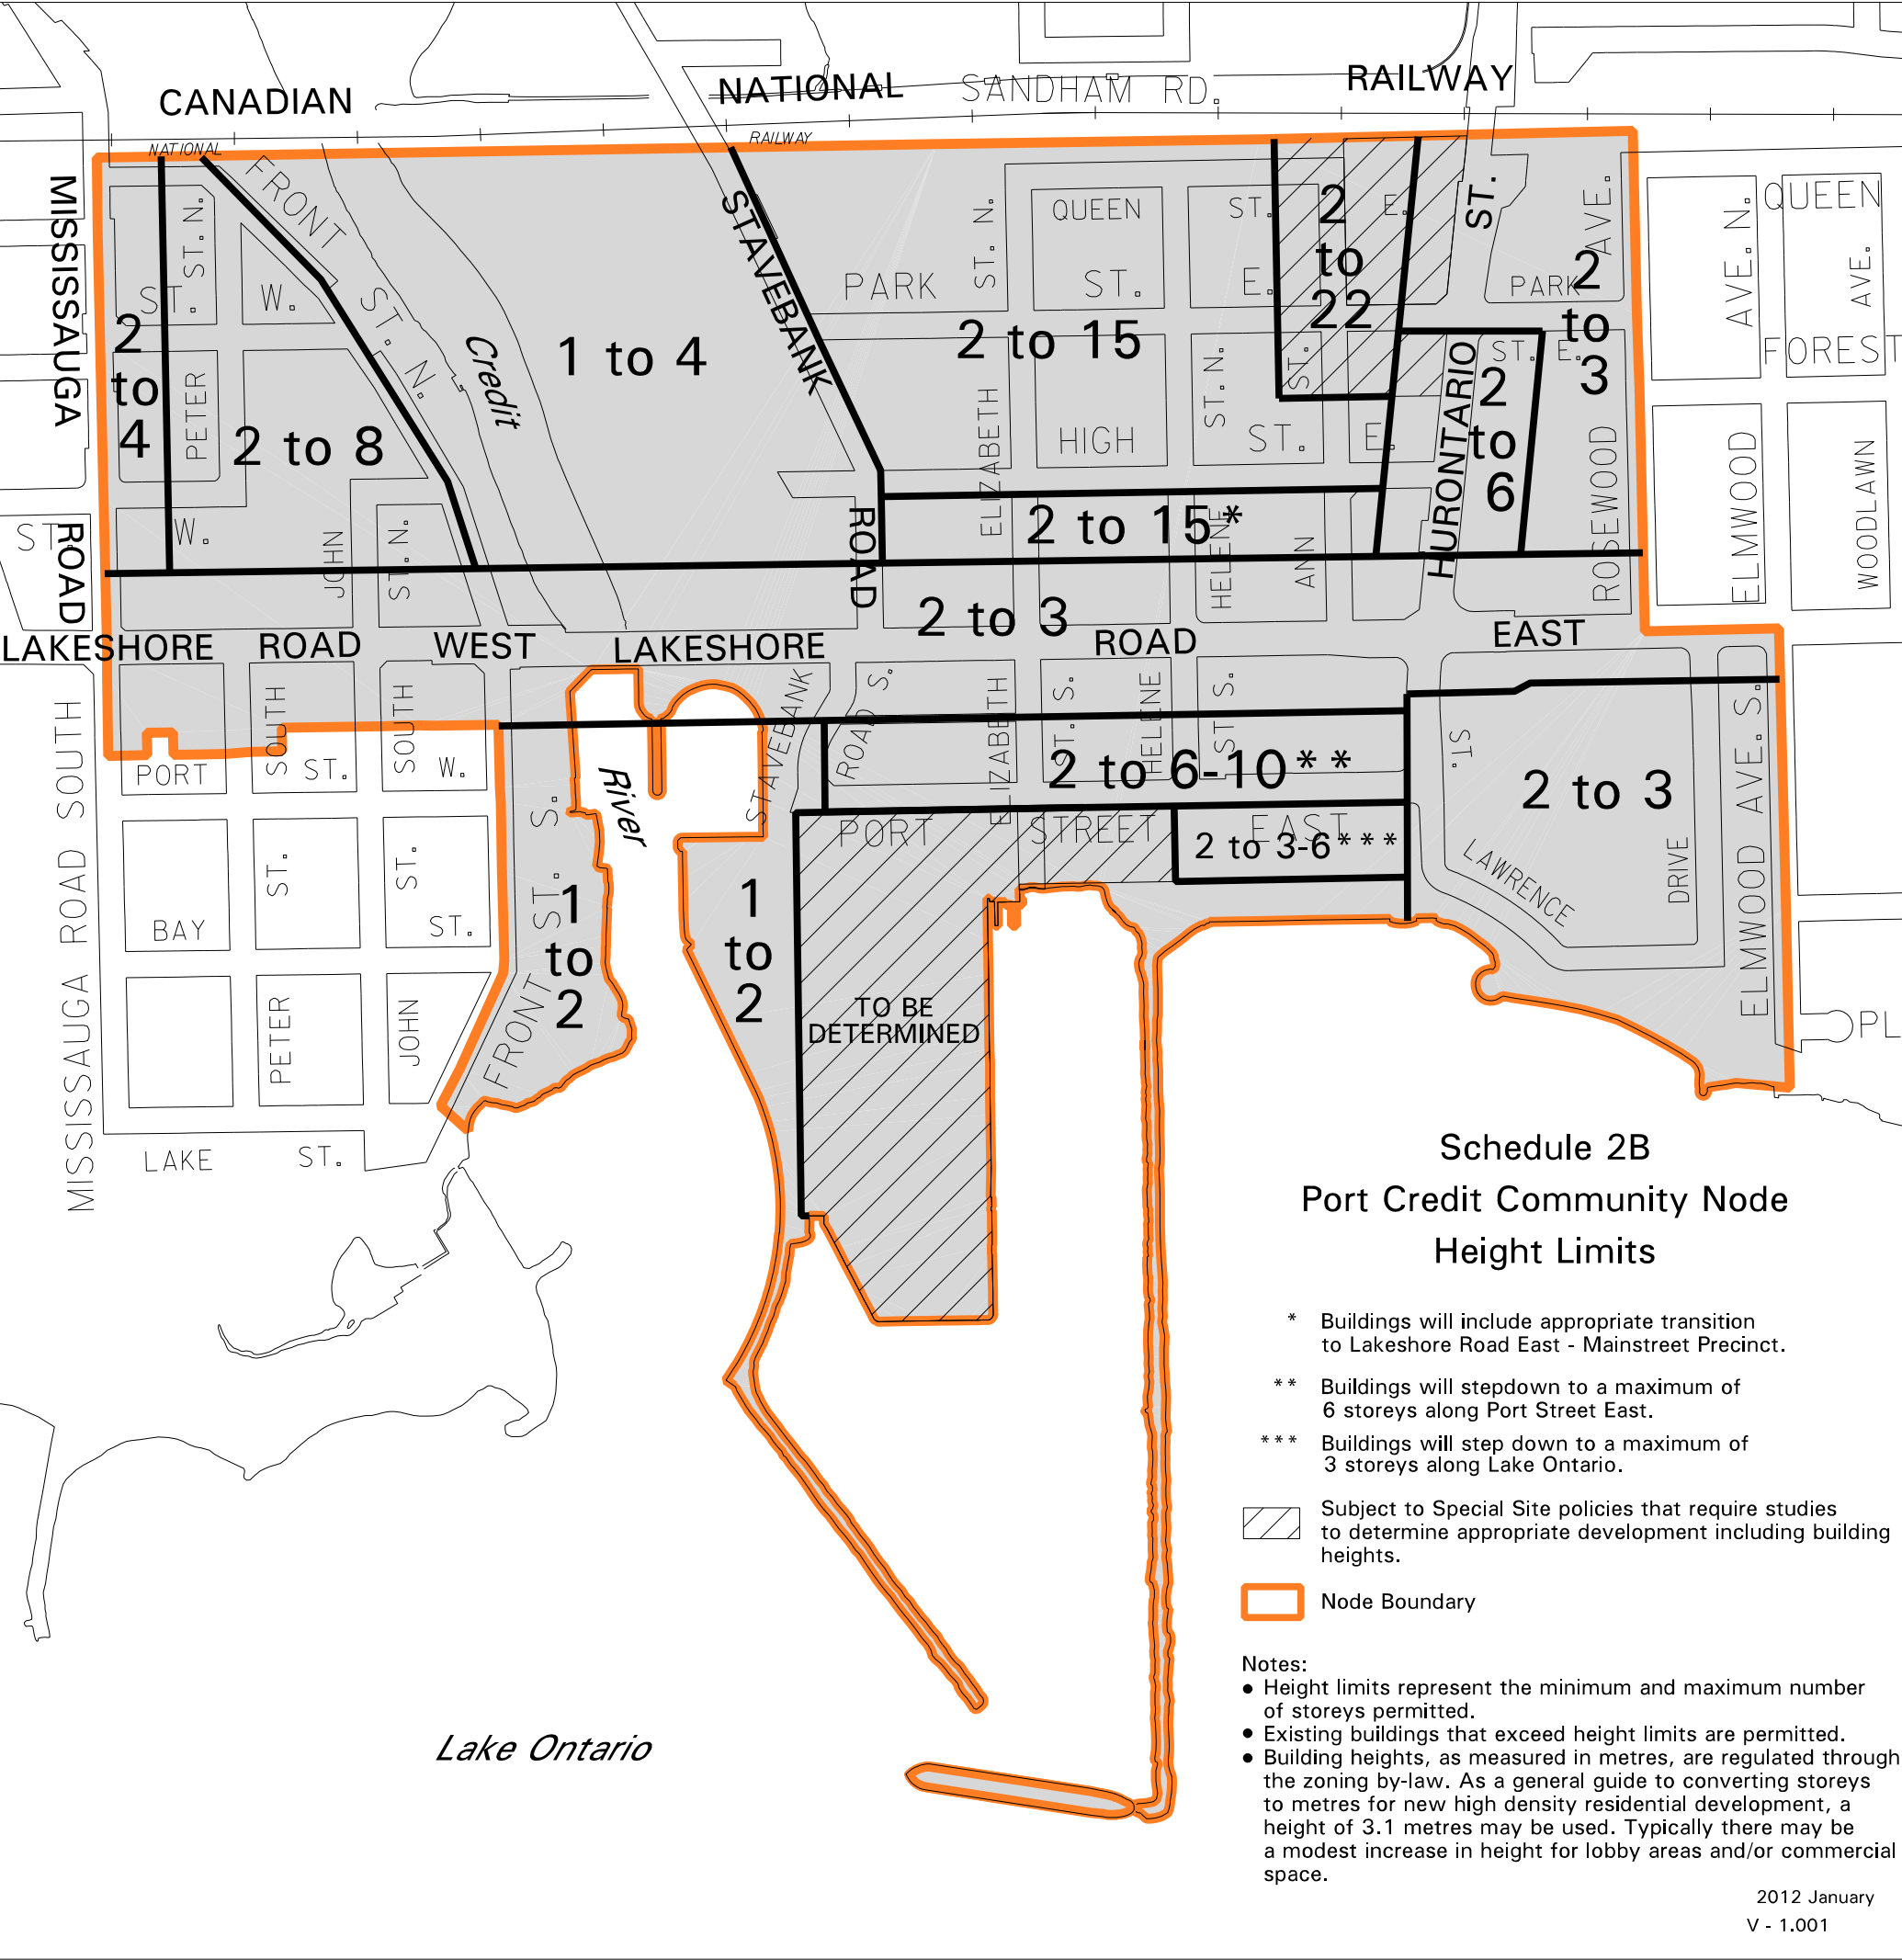 CANADIAN
NATIONAL
SANDHAM RD.
RAILWAY
NATIONAL
RAILWAY
MISSISSAUGA
ROAD
FRONT
ST. N.
ST. N.
ST.
W.
2
to
4
PETER
2 to 8
W.
ST.
JOHN
ST. N.
Credit
1 to 4
STAVEBANK
ROAD
PARK
ST.
E.
ST. N.
QUEEN
ST.
E.
2 to 15
ELIZABETH
HIGH
ST.
E.
ST. N.
ST.
2
to
22
2 to 15*
HELENE
ANN
HURONTARIO
ST.
PARK
ST. E.
AVE.
2
to
3
2
to
6
ROSEWOOD
AVE. N.
ELMWOOD
QUEEN
AVE.
FOREST
WOODLAWN
2 to 3
LAKESHORE
ROAD
WEST
LAKESHORE
ROAD
EAST
MISSISSAUGA ROAD SOUTH
SOUTH
SOUTH
PORT
ST.
W.
River
STAVEBANK
ROAD S.
ELIZABETH
ST. S.
HELENE
ST. S.
2 to 6-10**
ST.
2 to 3
PORT
STREET
EAST
2 to 3-6***
LAWRENCE
DRIVE
ELMWOOD AVE. S.
ST.
ST.
BAY
ST.
FRONT ST. S.
ST. S.
1
to
2
1
to
2
TO BE
DETERMINED
PETER
JOHN
PL
LAKE
ST.
Lake Ontario
Schedule 2B
Port Credit Community Node
Height Limits
* Buildings will include appropriate transition
to Lakeshore Road East - Mainstreet Precinct.
** Buildings will stepdown to a maximum of
6 storeys along Port Street East.
*** Buildings will step down to a maximum of
3 storeys along Lake Ontario.
Subject to Special Site policies that require studies
to determine appropriate development including building
heights.
Node Boundary
Notes:
● Height limits represent the minimum and maximum number
of storeys permitted.
● Existing buildings that exceed height limits are permitted.
● Building heights, as measured in metres, are regulated through
the zoning by-law. As a general guide to converting storeys
to metres for new high density residential development, a
height of 3.1 metres may be used. Typically there may be
a modest increase in height for lobby areas and/or commercial
space.
2012 January
V - 1.001